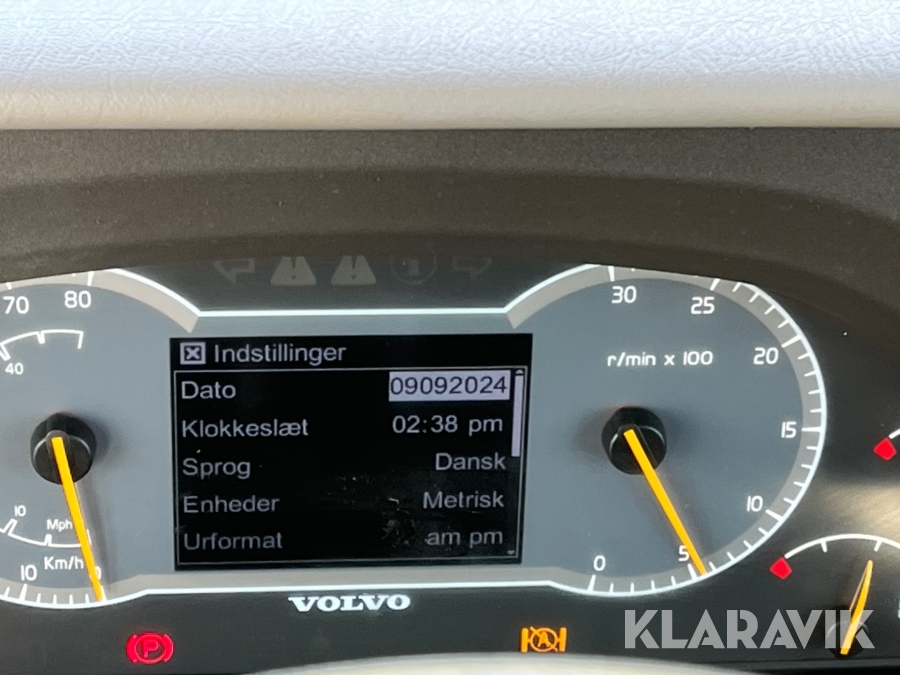 70 80
40
10
Mph
Km/h
10 0
Indstillinger
Dato 09092024
Klokkeslæt 02:38 pm
Sprog Dansk
Enheder Metrisk
Urformat am pm
30 25
r/min x 100
20
15
10
5
0
VOLVO
P
A
KLARAVIK